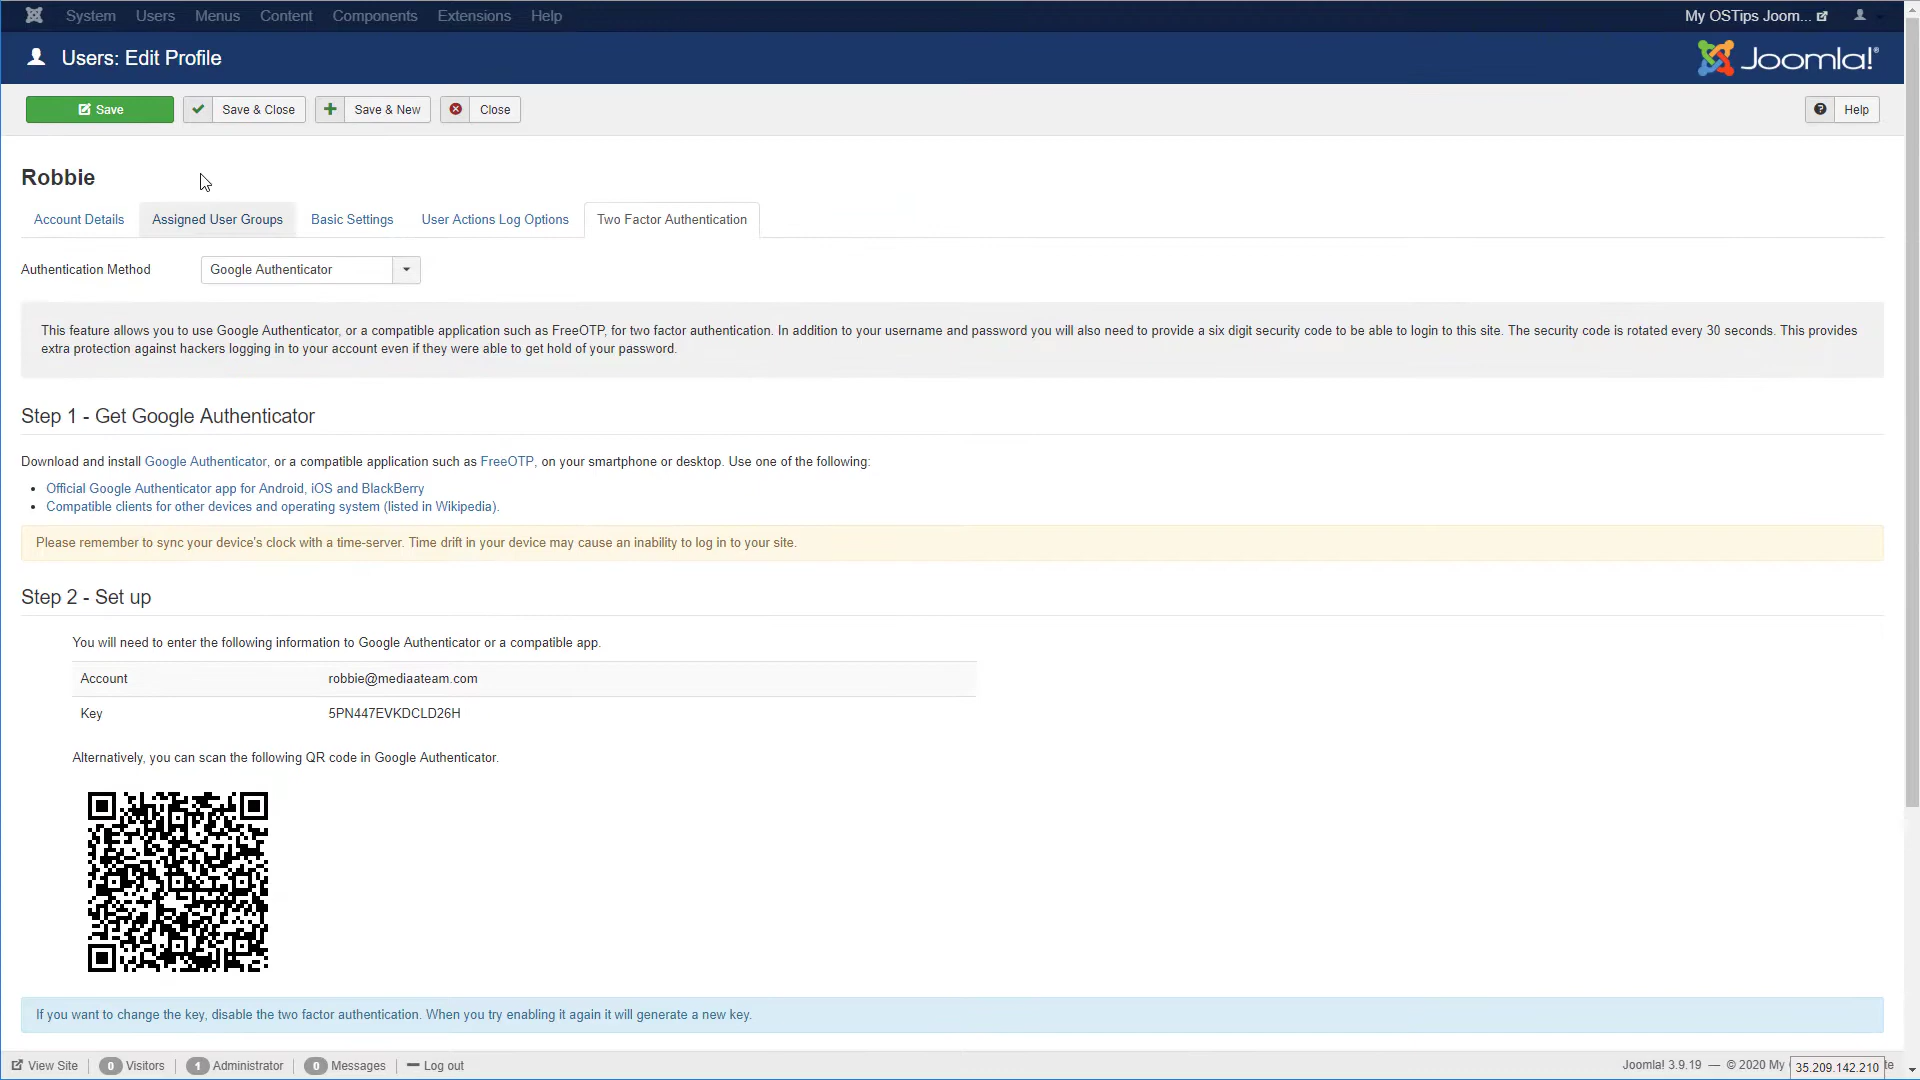 System Users Menus Content Components Extensions Help My OSTips Joom...
Users: Edit Profile Joomla!®
Save Save & Close Save & New Close Help
Robbie
Account Details Assigned User Groups Basic Settings User Actions Log Options Two Factor Authentication
Authentication Method Google Authenticator
This feature allows you to use Google Authenticator, or a compatible application such as FreeOTP, for two factor authentication. In addition to your username and password you will also need to provide a six digit security code to be able to login to this site. The security code is rotated every 30 seconds. This provides
extra protection against hackers logging in to your account even if they were able to get hold of your password.
Step 1 - Get Google Authenticator
Download and install Google Authenticator, or a compatible application such as FreeOTP, on your smartphone or desktop. Use one of the following:
• Official Google Authenticator app for Android, iOS and BlackBerry
• Compatible clients for other devices and operating system (listed in Wikipedia).
Please remember to sync your device's clock with a time-server. Time drift in your device may cause an inability to log in to your site.
Step 2 - Set up
You will need to enter the following information to Google Authenticator or a compatible app.
Account robbie@mediaateam.com
Key 5PN447EVKDCLD26H
Alternatively, you can scan the following QR code in Google Authenticator.
If you want to change the key, disable the two factor authentication. When you try enabling it again it will generate a new key.
View Site 0 Visitors 1 Administrator 0 Messages Log out Joomla! 3.9.19 — © 2020 My 35.209.142.210 te